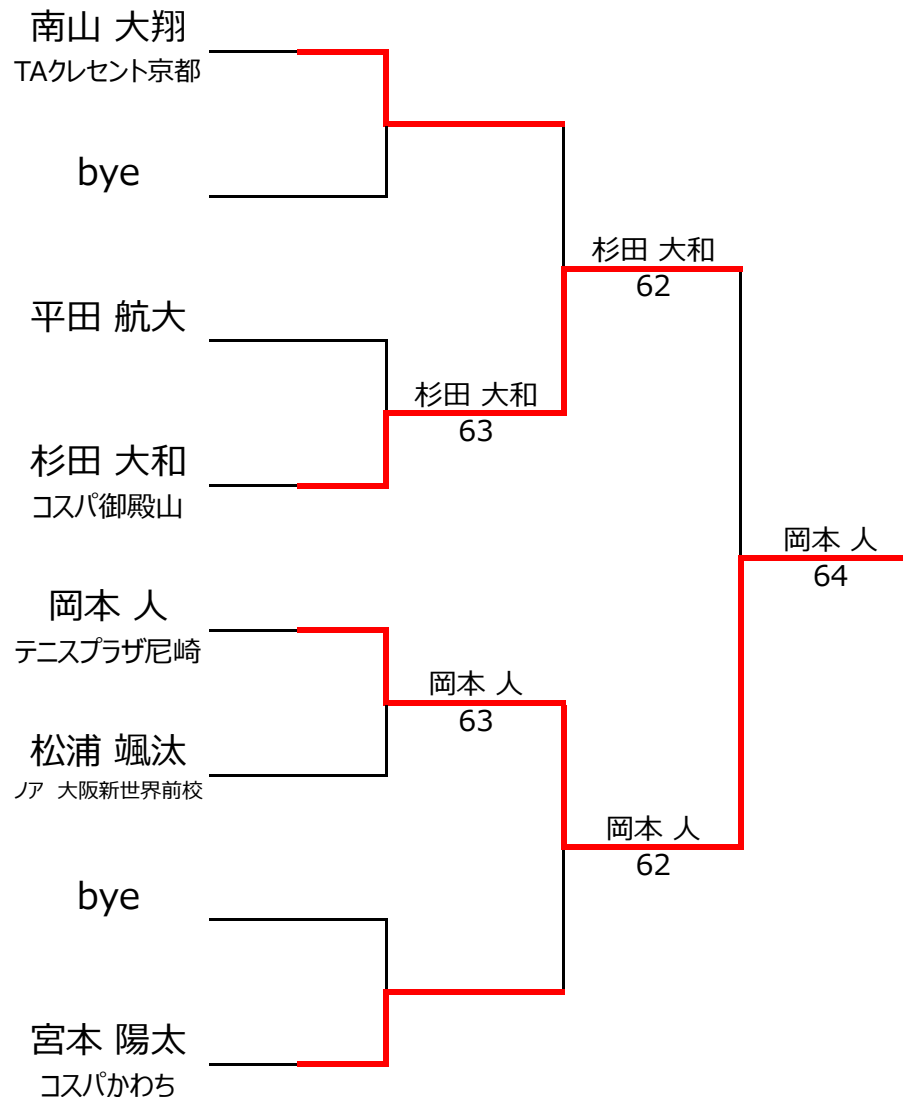 南山 大翔
TAクレセント京都
bye
平田 航大
杉田 大和
コスパ御殿山
岡本 人
テニスプラザ尼崎
松浦 颯汰
ノア 大阪新世界前校
bye
宮本 陽太
コスパかわち
杉田 大和
63
岡本 人
63
杉田 大和
62
岡本 人
62
岡本 人
64